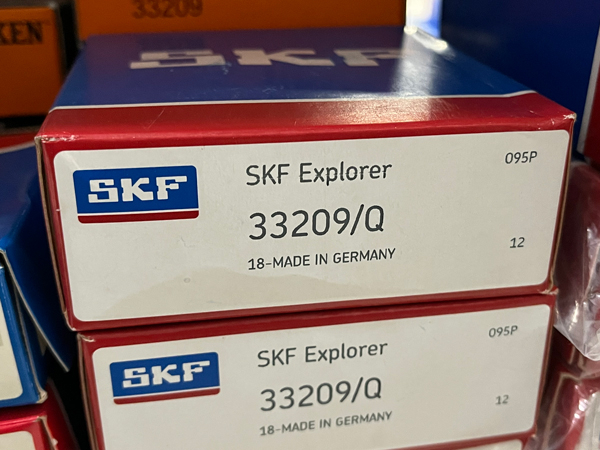 33209
KEN
SKF
SKF
SKF Explorer
095P
33209/Q
12
18-MADE IN GERMANY
SKF
SKF Explorer
095P
33209/Q
12
18-MADE IN GERMANY